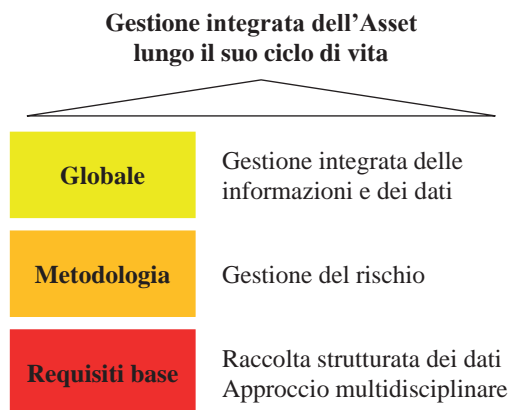 Gestione integrata dell’Asset
lungo il suo ciclo di vita
Globale
Gestione integrata delle
informazioni e dei dati
Metodologia
Gestione del rischio
Requisiti base
Raccolta strutturata dei dati
Approccio multidisciplinare